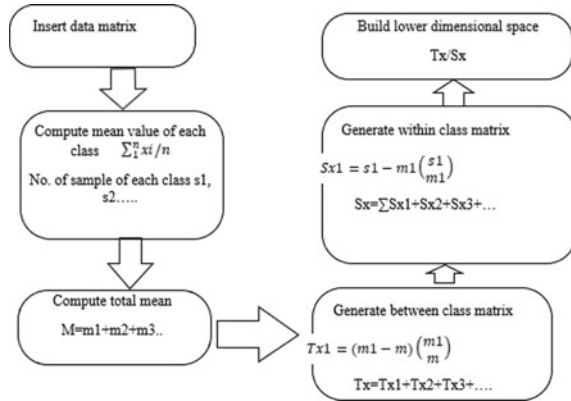 Insert data matrix
Compute mean value of each
class ∑₁ⁿ xi/n
No. of sample of each class s1,
s2.....
Compute total mean
M=m1+m2+m3..
Generate between class matrix
Tx1 = (m1 − m)(m1 m)
Tx=Tx1+Tx2+Tx3+....
Generate within class matrix
Sx1 = s1 − m1(s1 m1)
Sx=∑Sx1+Sx2+Sx3+...
Build lower dimensional space
Tx/Sx